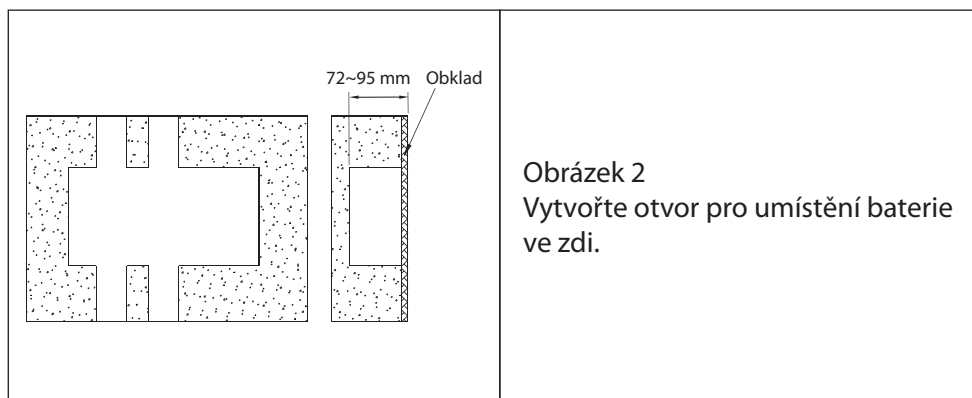 72~95 mm Obklad
Obrázek 2
Vytvořte otvor pro umístění baterie
ve zdi.